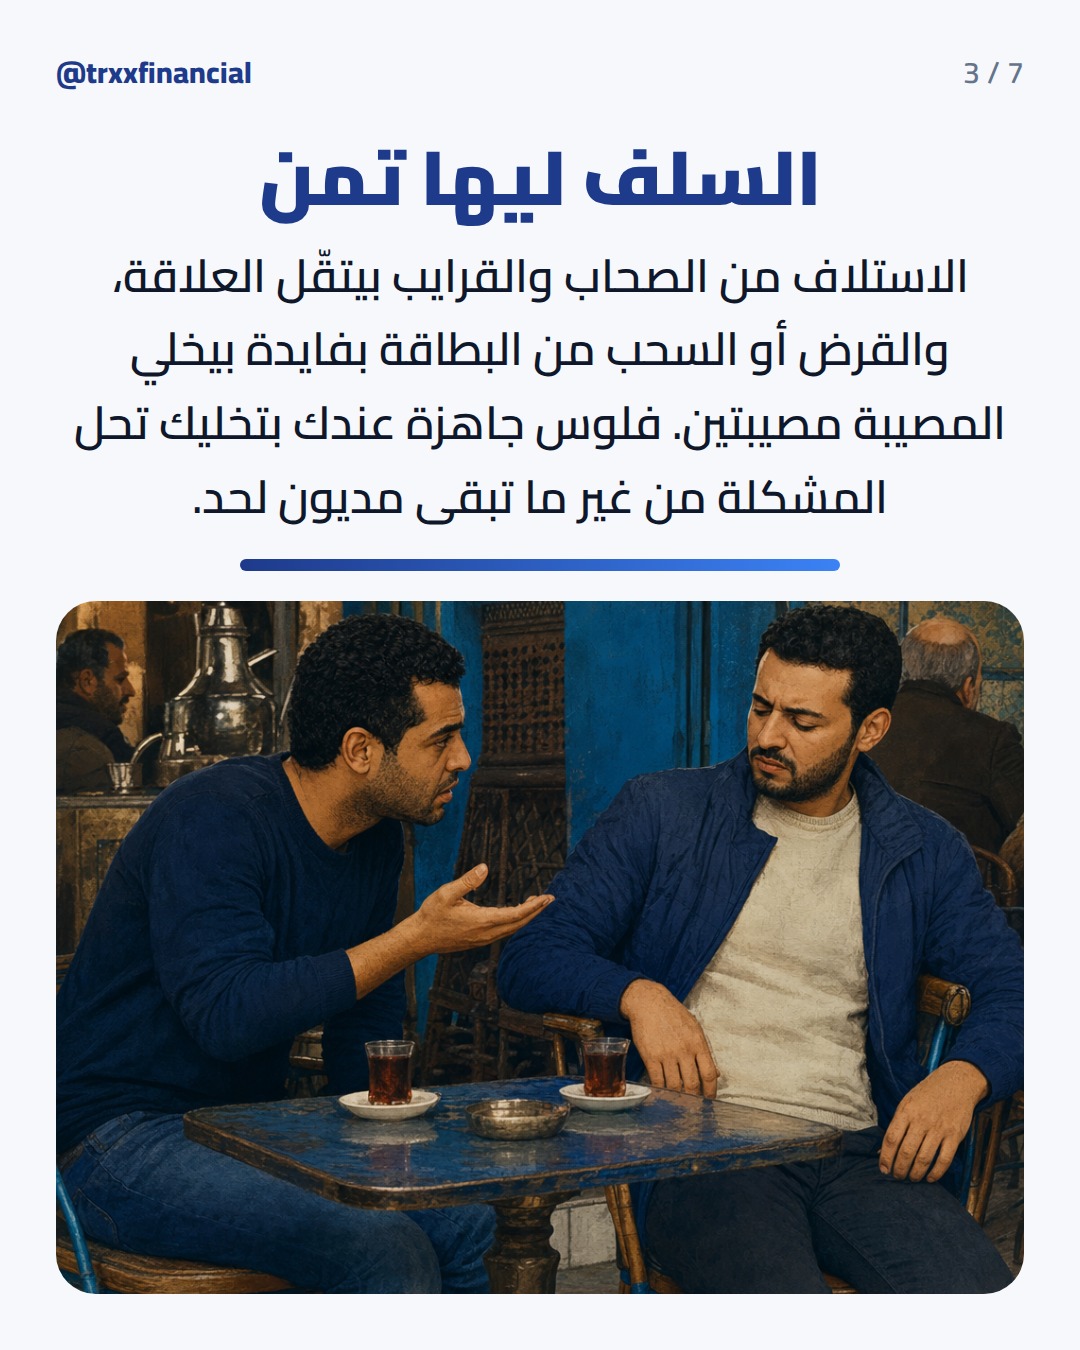 @trxxfinancial
3 / 7
السلف ليها تمن
الاستلاف من الصحاب والقرايب بيتقّل العلاقة،
والقرض أو السحب من البطاقة بفايدة بيخلي
المصيبة مصيبتين. فلوس جاهزة عندك بتخليك تحل
المشكلة من غير ما تبقى مديون لحد.